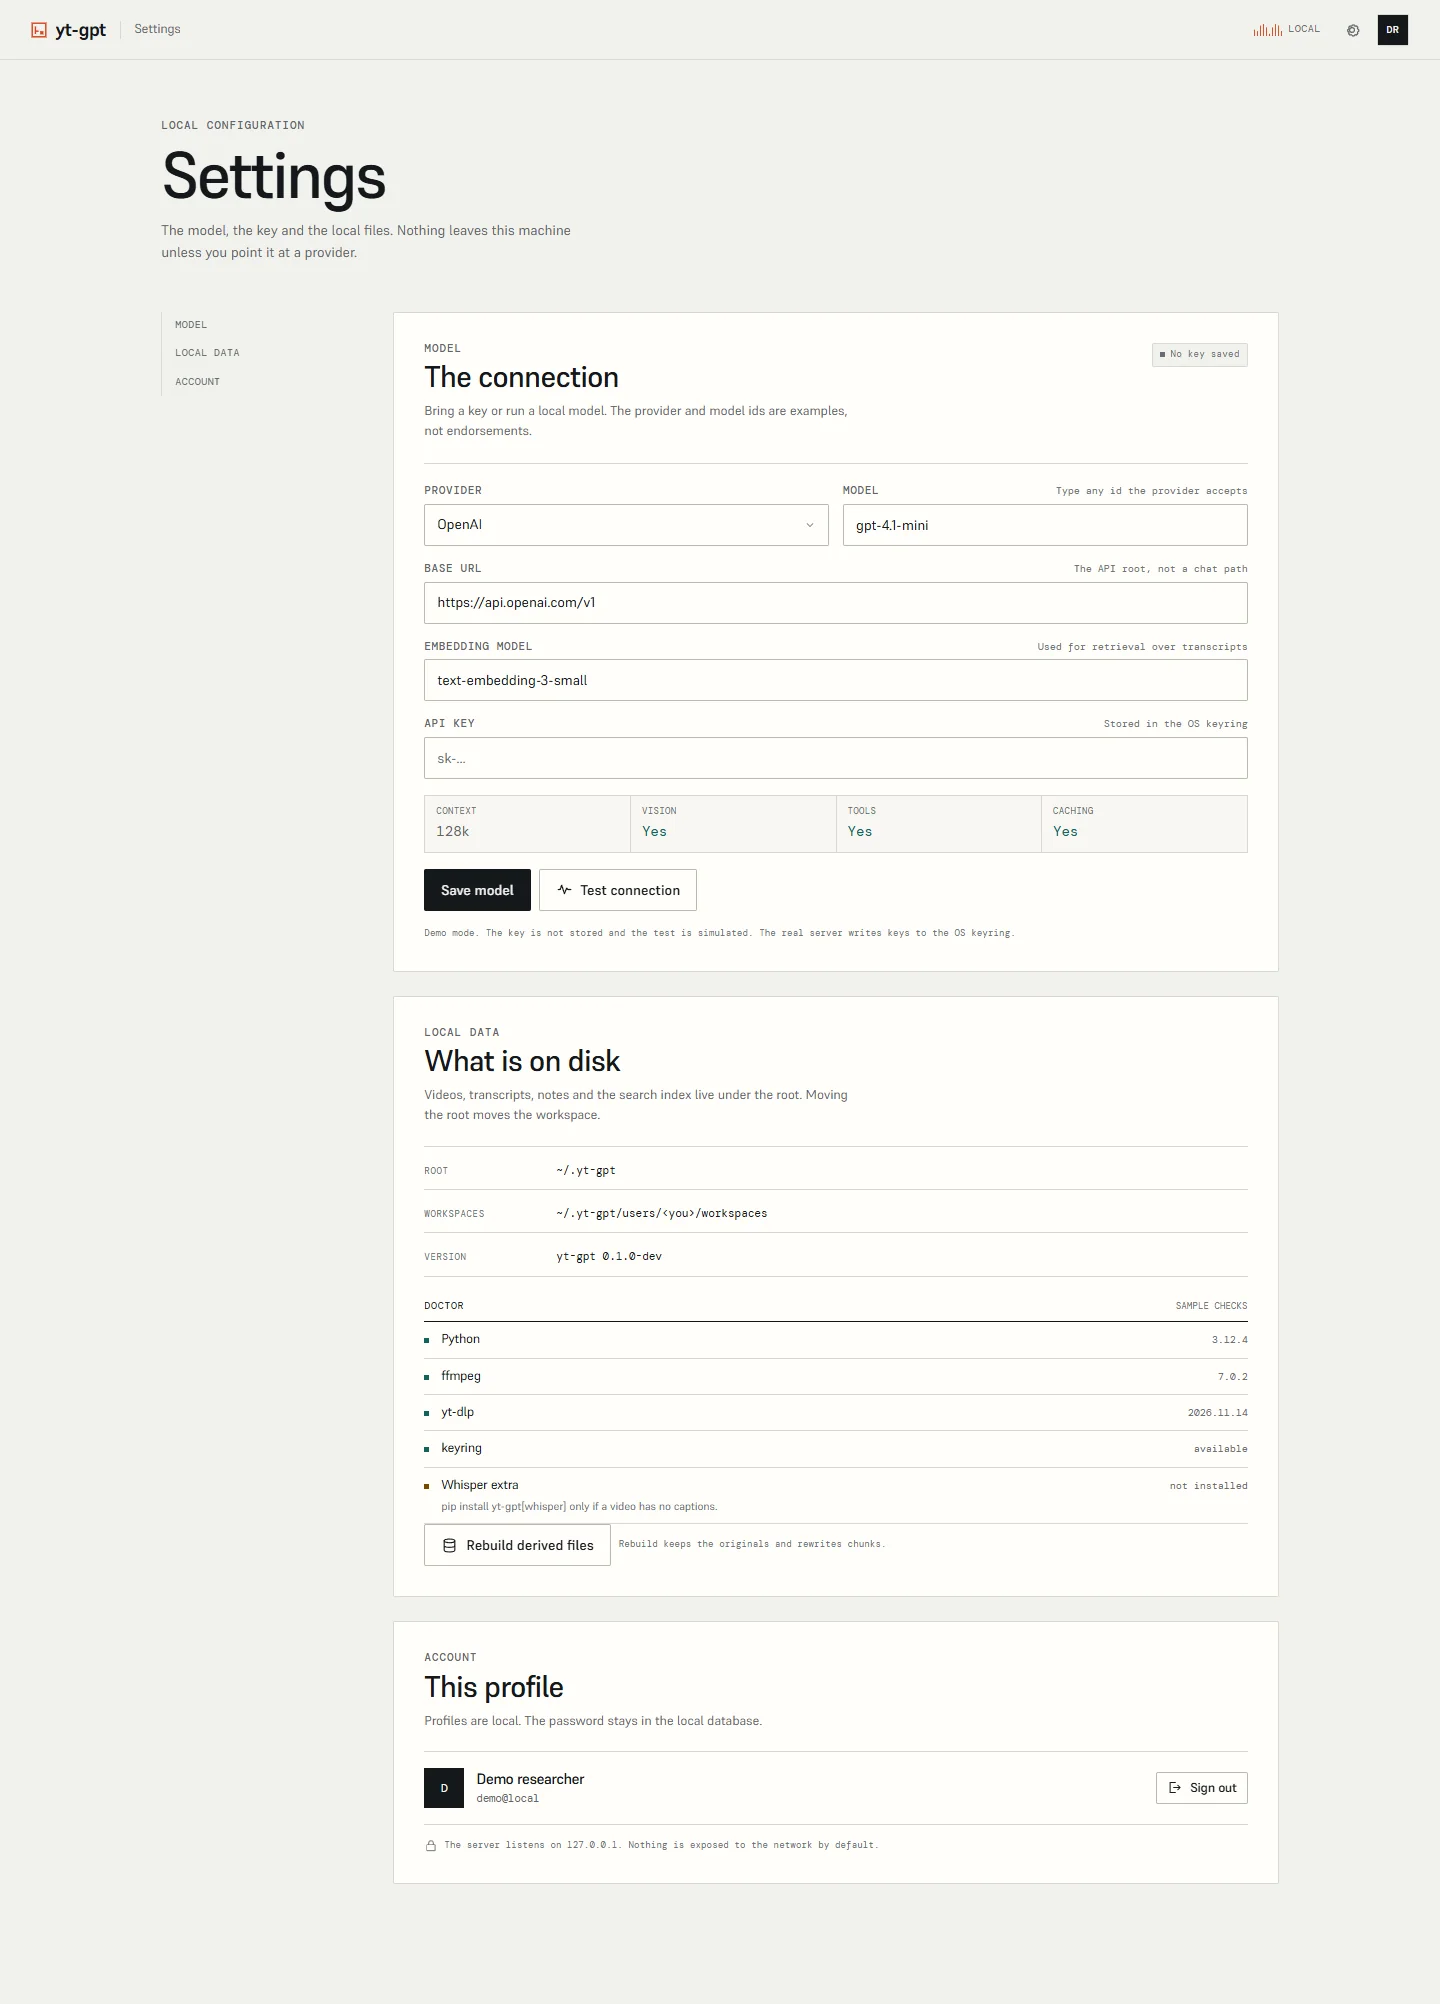 yt-gpt
Settings
LOCAL
DR
LOCAL CONFIGURATION
Settings
The model, the key and the local files. Nothing leaves this machine
unless you point it at a provider.
MODEL
LOCAL DATA
ACCOUNT
MODEL
No key saved
The connection
Bring a key or run a local model. The provider and model ids are examples,
not endorsements.
PROVIDER
OpenAI
MODEL
Type any id the provider accepts
gpt-4.1-mini
BASE URL
The API root, not a chat path
https://api.openai.com/v1
EMBEDDING MODEL
Used for retrieval over transcripts
text-embedding-3-small
API KEY
Stored in the OS keyring
sk-...
CONTEXT
128k
VISION
Yes
TOOLS
Yes
CACHING
Yes
Save model
Test connection
Demo mode. The key is not stored and the test is simulated. The real server writes keys to the OS keyring.
LOCAL DATA
What is on disk
Videos, transcripts, notes and the search index live under the root. Moving
the root moves the workspace.
ROOT
~/.yt-gpt
WORKSPACES
~/.yt-gpt/users/<you>/workspaces
VERSION
yt-gpt 0.1.0-dev
DOCTOR
SAMPLE CHECKS
Python
3.12.4
ffmpeg
7.0.2
yt-dlp
2026.11.14
keyring
available
Whisper extra
not installed
pip install yt-gpt[whisper] only if a video has no captions.
Rebuild derived files
Rebuild keeps the originals and rewrites chunks.
ACCOUNT
This profile
Profiles are local. The password stays in the local database.
D
Demo researcher
demo@local
Sign out
The server listens on 127.0.0.1. Nothing is exposed to the network by default.